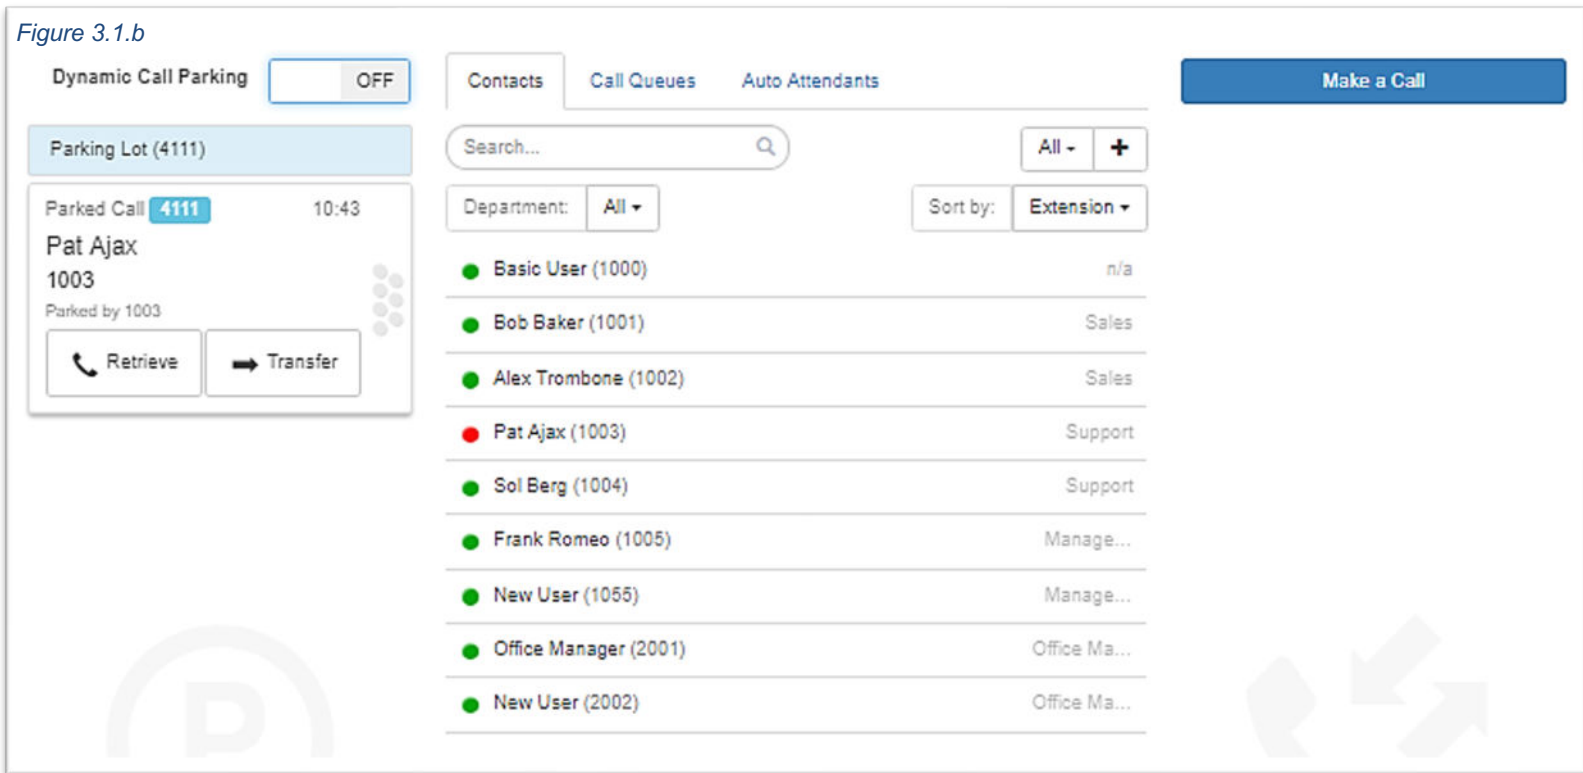 Figure 3.1.b
Dynamic Call Parking OFF
Parking Lot (4111)
Parked Call 4111 10:43
Pat Ajax
1003
Parked by 1003
Retrieve Transfer
Contacts Call Queues Auto Attendants
Search... All
Department: All Sort by: Extension
Basic User (1000) n/a
Bob Baker (1001) Sales
Alex Trombone (1002) Sales
Pat Ajax (1003) Support
Sol Berg (1004) Support
Frank Romeo (1005) Manage...
New User (1055) Manage...
Office Manager (2001) Office Ma...
New User (2002) Office Ma...
Make a Call
P